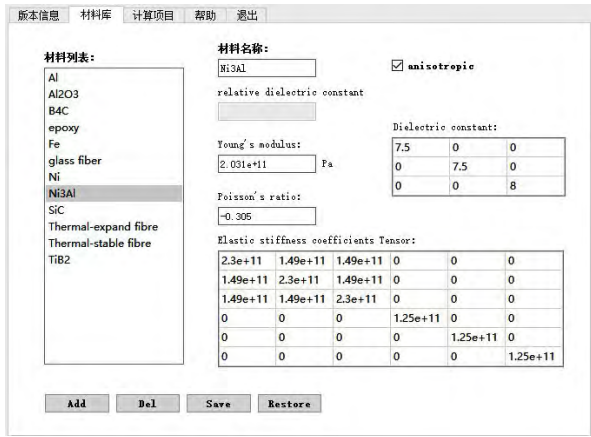 版本信息 材料库 计算项目 帮助 退出
材料列表:
Al
Al2O3
B4C
epoxy
Fe
glass fiber
Ni
Ni3Al
SiC
Thermal-expand fibre
Thermal-stable fibre
TiB2
材料名称:
Ni3Al
anisotropic
relative dielectric constant
Young's modulus:
2.031e+11 Pa
Poisson's ratio:
-0.305
Dielectric constant:
7.5 0 0
0 7.5 0
0 0 8
Elastic stiffness coefficients Tensor:
2.3e+11 1.49e+11 1.49e+11 0 0 0
1.49e+11 2.3e+11 1.49e+11 0 0 0
1.49e+11 1.49e+11 2.3e+11 0 0 0
0 0 0 1.25e+11 0 0
0 0 0 0 1.25e+11 0
0 0 0 0 0 1.25e+11
Add Del Save Restore